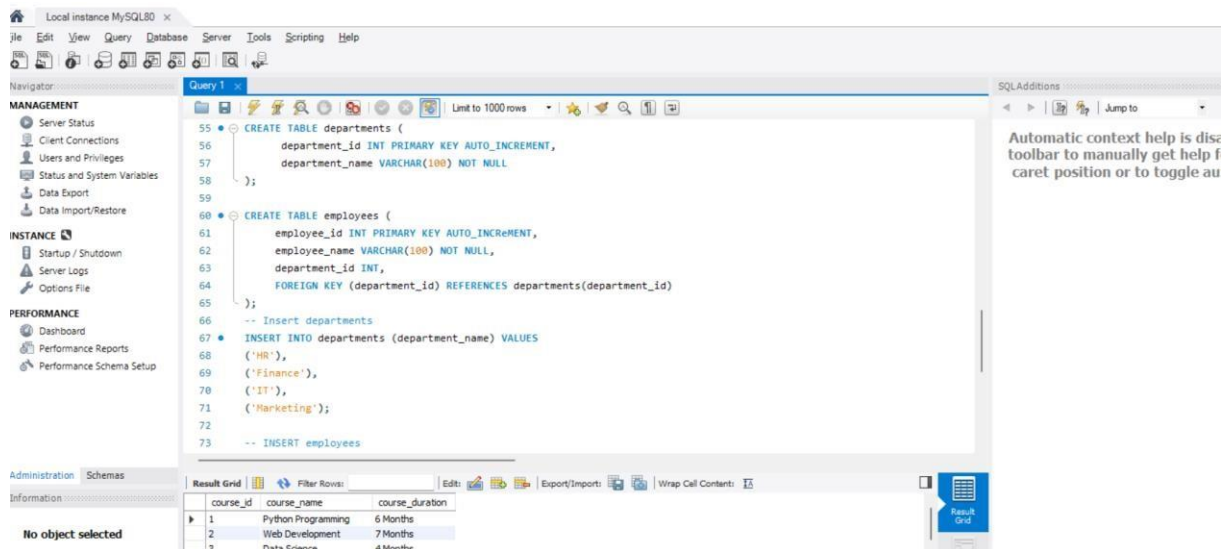 Local instance MySQL80 ×
ile Edit View Query Database Server Tools Scripting Help
Navigator
MANAGEMENT
Server Status
Client Connections
Users and Privileges
Status and System Variables
Data Export
Data Import/Restore
INSTANCE
Startup / Shutdown
Server Logs
Options File
PERFORMANCE
Dashboard
Performance Reports
Performance Schema Setup
Administration Schemas
Information
No object selected
Query 1 ×
Limit to 1000 rows
55 CREATE TABLE departments (
56 department_id INT PRIMARY KEY AUTO_INCREMENT,
57 department_name VARCHAR(100) NOT NULL
58 );
59
60 CREATE TABLE employees (
61 employee_id INT PRIMARY KEY AUTO_INCReMENT,
62 employee_name VARCHAR(100) NOT NULL,
63 department_id INT,
64 FOREIGN KEY (department_id) REFERENCES departments(department_id)
65 );
66 -- Insert departments
67 INSERT INTO departments (department_name) VALUES
68 ('HR'),
69 ('Finance'),
70 ('IT'),
71 ('Marketing');
72
73 -- INSERT employees
Result Grid Filter Rows: Edit: Export/Import: Wrap Cell Content:
course_id course_name course_duration
1 Python Programming 6 Months
2 Web Development 7 Months
3 Data Science 4 Months
Result
Grid
SQLAdditions
Jump to
Automatic context help is disa
toolbar to manually get help f
caret position or to toggle au